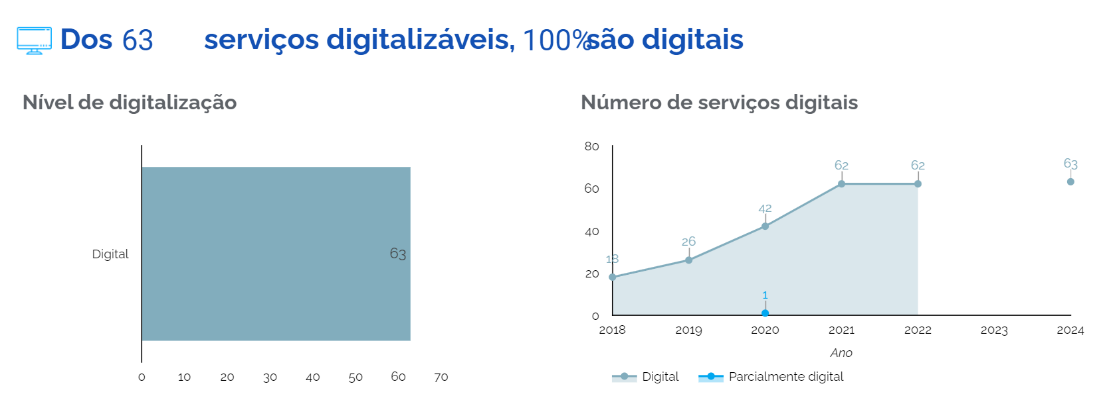 Dos 63 serviços digitalizáveis, 100% são digitais
Nível de digitalização
Digital
63
0 10 20 30 40 50 60 70
Número de serviços digitais
80
60
40
20
0
18
26
42
62
62
63
1
2018 2019 2020 2021 2022 2023 2024
Ano
Digital Parcialmente digital